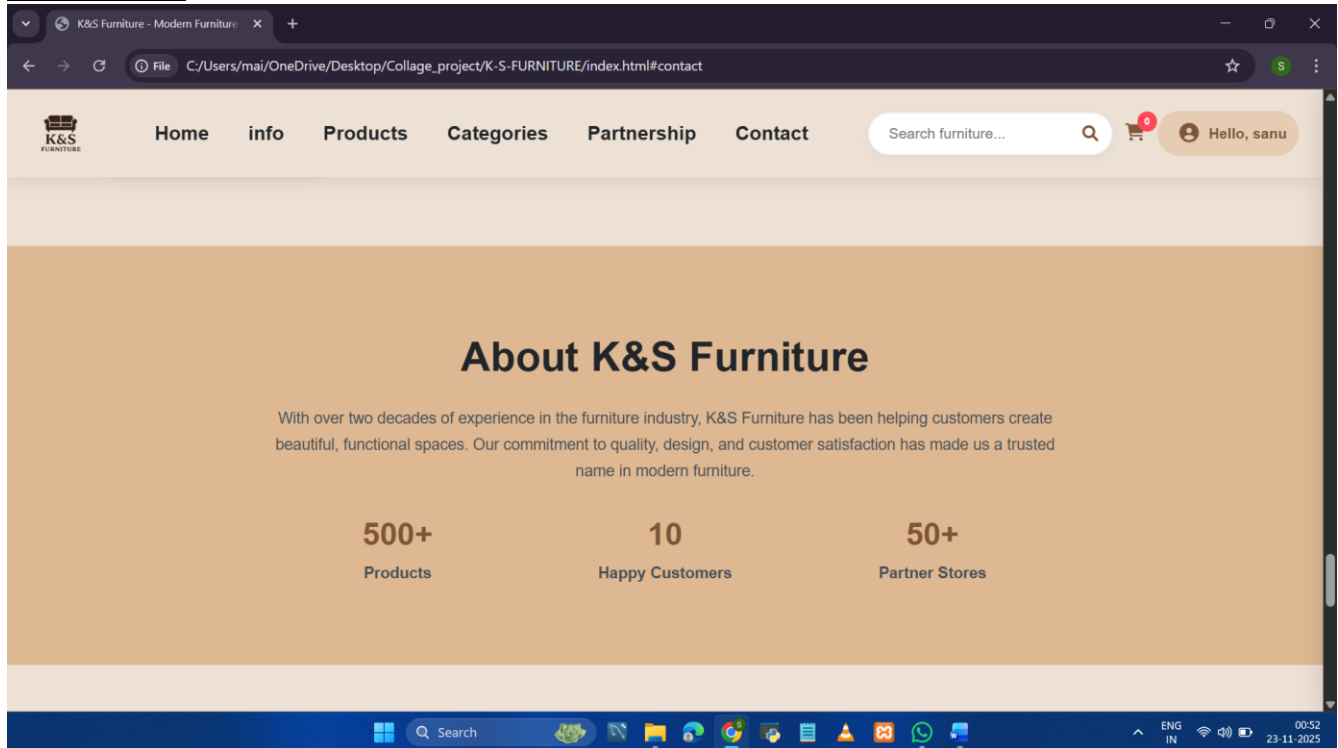 K&S Furniture - Modern Furniture
File C:/Users/mai/OneDrive/Desktop/Collage_project/K-S-FURNITURE/index.html#contact
S
K&S
FURNITURE
Home info Products Categories Partnership Contact Search furniture... 0 Hello, sanu
About K&S Furniture
With over two decades of experience in the furniture industry, K&S Furniture has been helping customers create
beautiful, functional spaces. Our commitment to quality, design, and customer satisfaction has made us a trusted
name in modern furniture.
500+ 10 50+
Products Happy Customers Partner Stores
Search
ENG
IN
00:52
23-11-2025